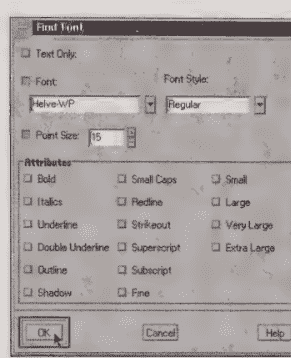 Find Font
Text Only:
Font: Font Style:
Helve-WP Regular
Point Size: 15
Attributes
Bold Small Caps Small
Italics Redline Large
Underline Strikeout Very Large
Double Underline Superscript Extra Large
Outline Subscript
Shadow Fine
OK Cancel Help